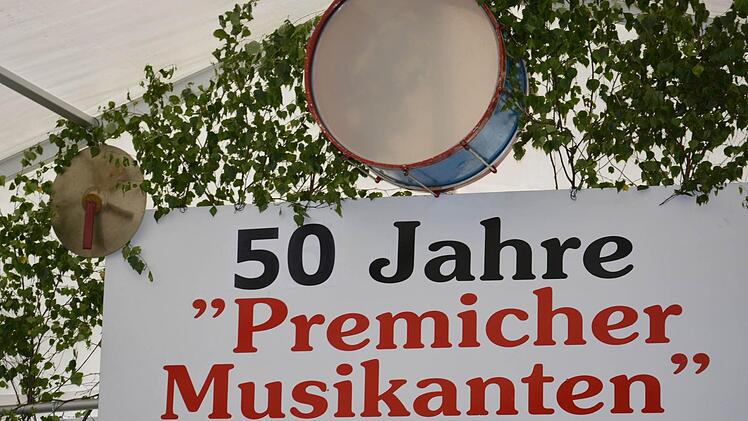 50 Jahre
”Premicher
Musikanten”